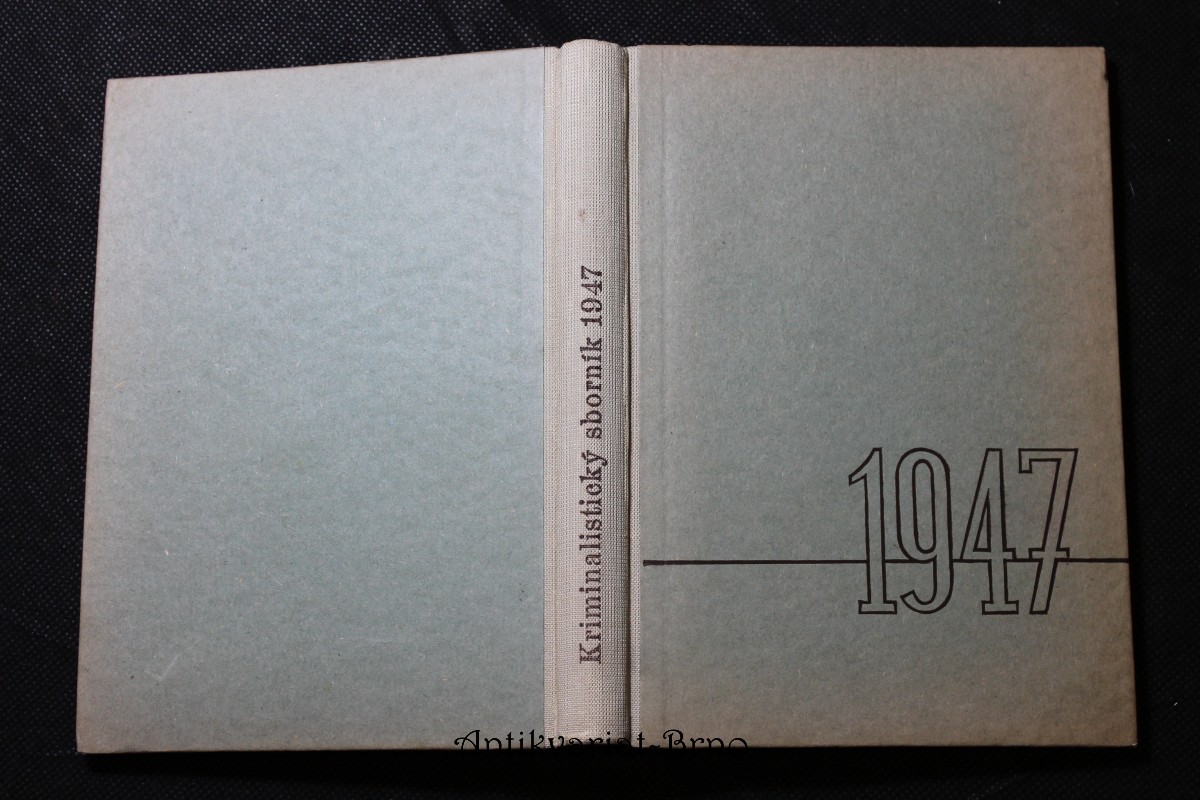 Kriminalistický sborník 1947
1947
Antikvariat-Brno